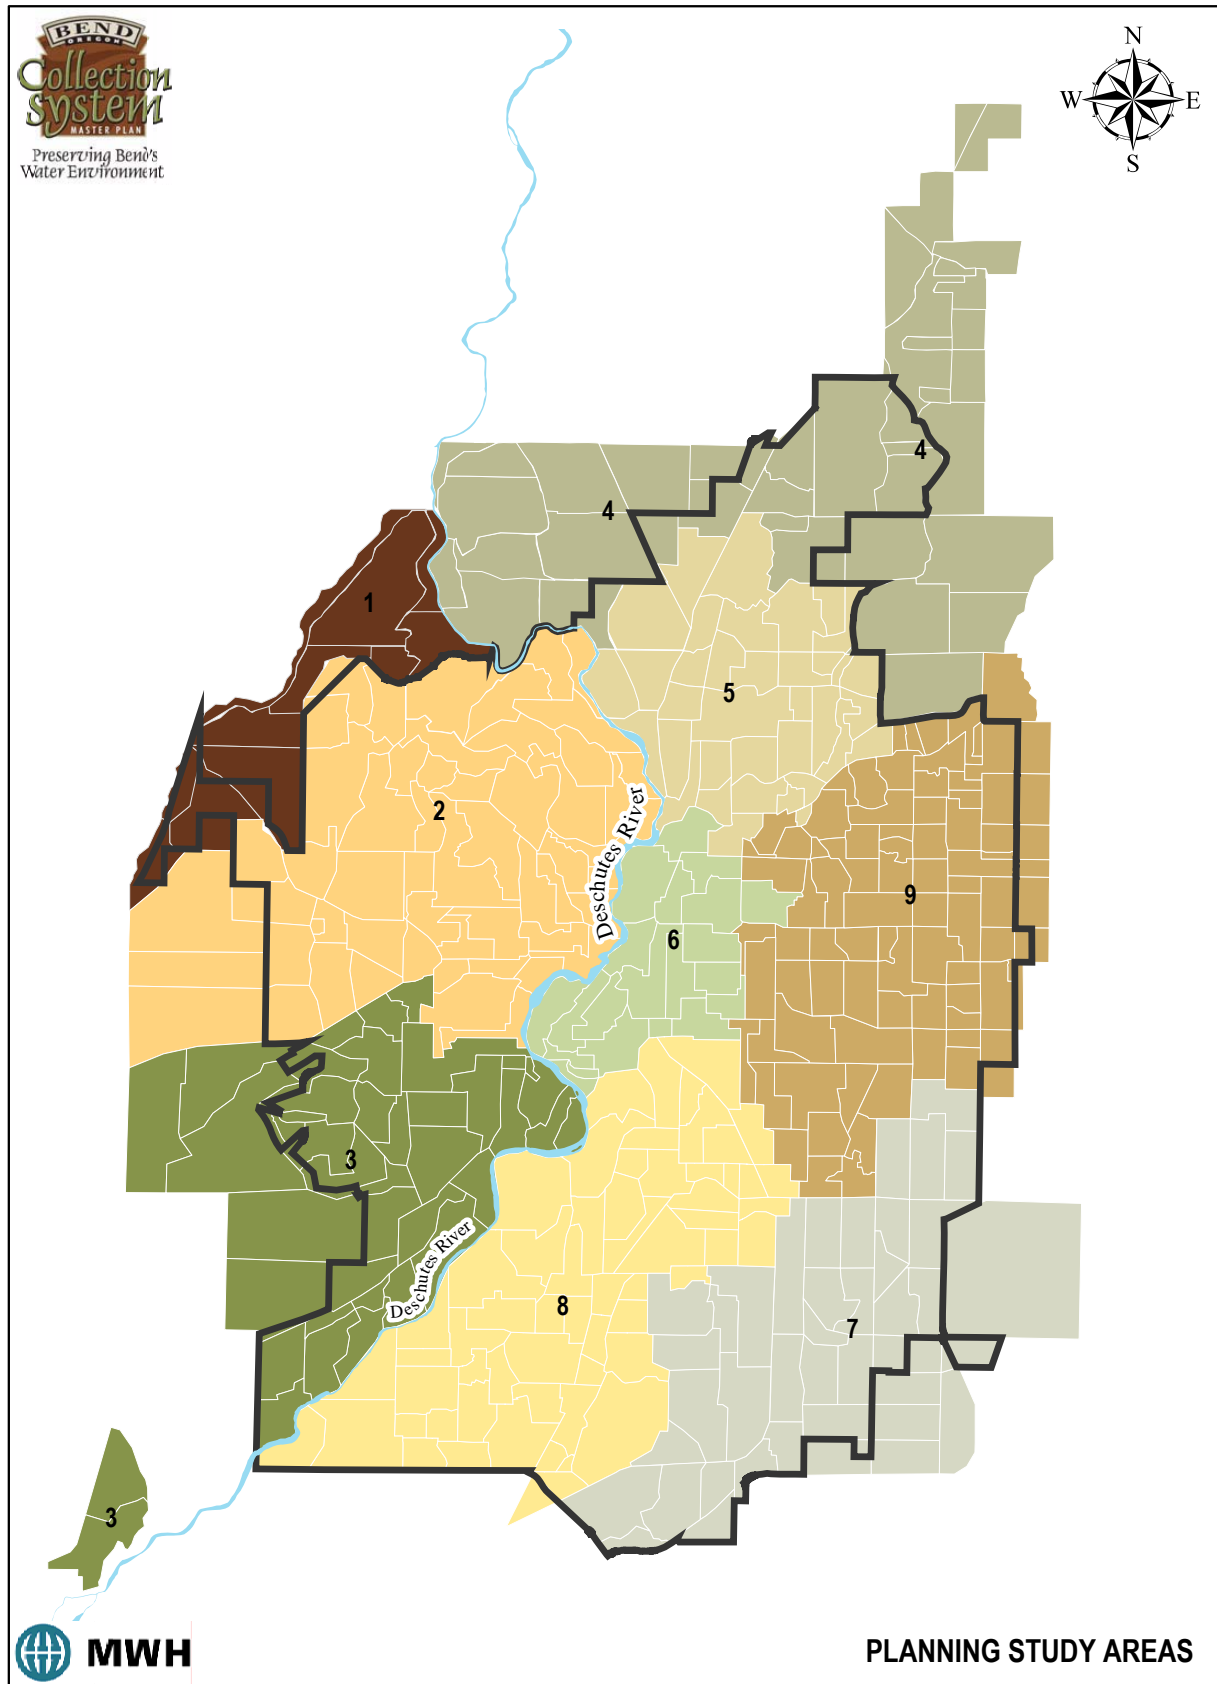 BEND
OREGON
Collection
System
MASTER PLAN
Preserving Bend's
Water Environment
N
W E
S
4
4
1
5
2
Deschutes River
9
6
3
Deschutes River
8
7
3
MWH
PLANNING STUDY AREAS